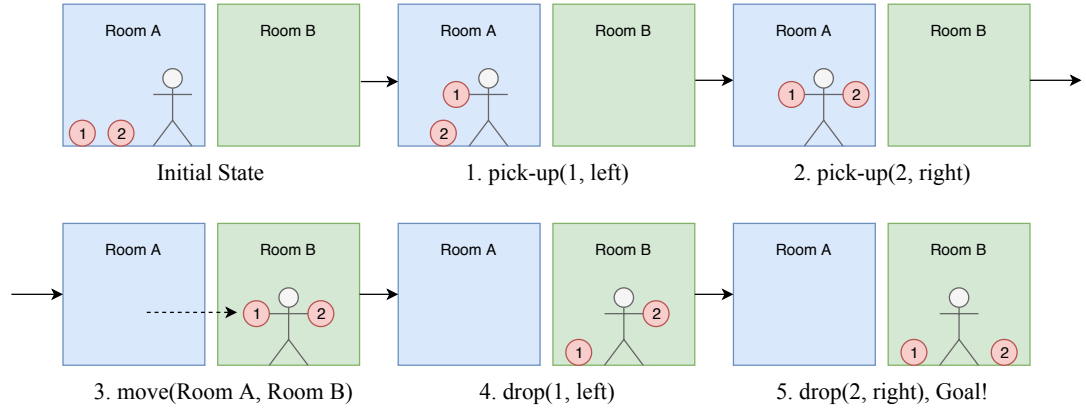 Room A
Room B
1
2
Initial State
Room A
Room B
1
2
1. pick-up(1, left)
Room A
Room B
1
2
2. pick-up(2, right)
Room A
Room B
1
2
3. move(Room A, Room B)
Room A
Room B
2
1
4. drop(1, left)
Room A
Room B
1
2
5. drop(2, right), Goal!